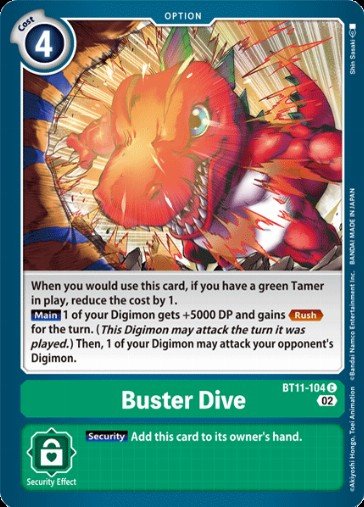 OPTION
Cost
4
Shin Sasaki
BANDAI MADE IN JAPAN
When you would use this card, if you have a green Tamer
in play, reduce the cost by 1.
Main 1 of your Digimon gets +5000 DP and gains Rush
for the turn. (This Digimon may attack the turn it was
played.) Then, 1 of your Digimon may attack your opponent's
Digimon.
©Akiyoshi Hongo, Toei Animation ©Bandai Namco Entertainment Inc.
BT11-104 C
Buster Dive
02
Security Add this card to its owner's hand.
Security Effect